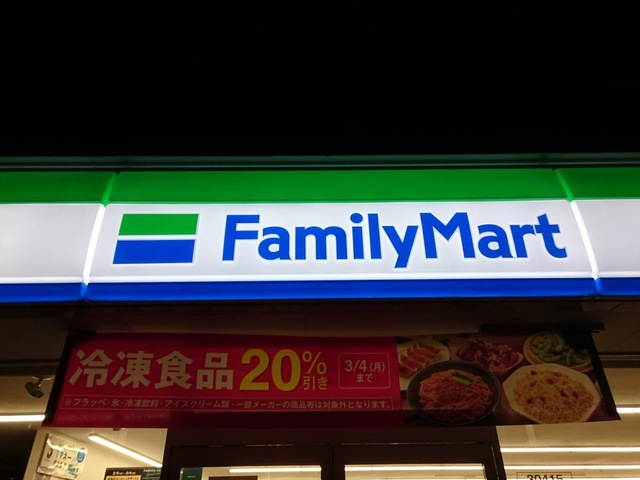 FamilyMart
冷凍食品20%引き
3/4(月)
まで
※フラッペ・氷・冷凍飲料・アイスクリーム類・一部メーカーの商品等は対象外となります。
30415